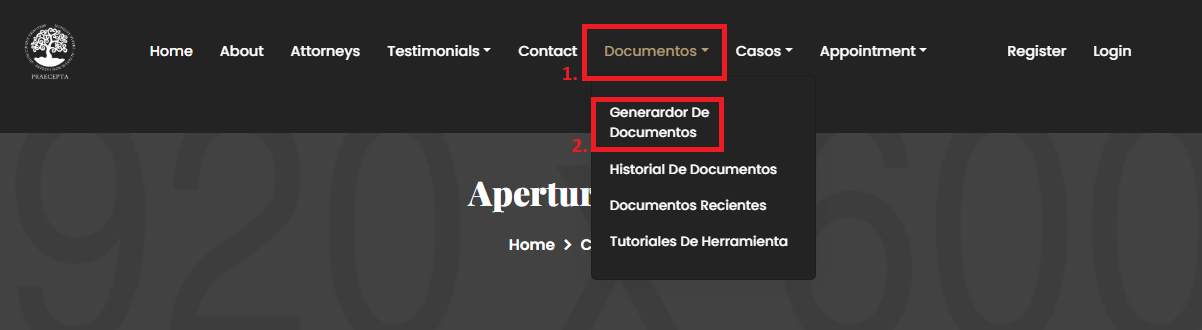 PRAECEPTA
Home About Attorneys Testimonials Contact Documentos Casos Appointment Register Login
1.
Generardor De
Documentos
2.
Historial De Documentos
Documentos Recientes
Tutoriales De Herramienta
Apertur
Home > C
920 x 600